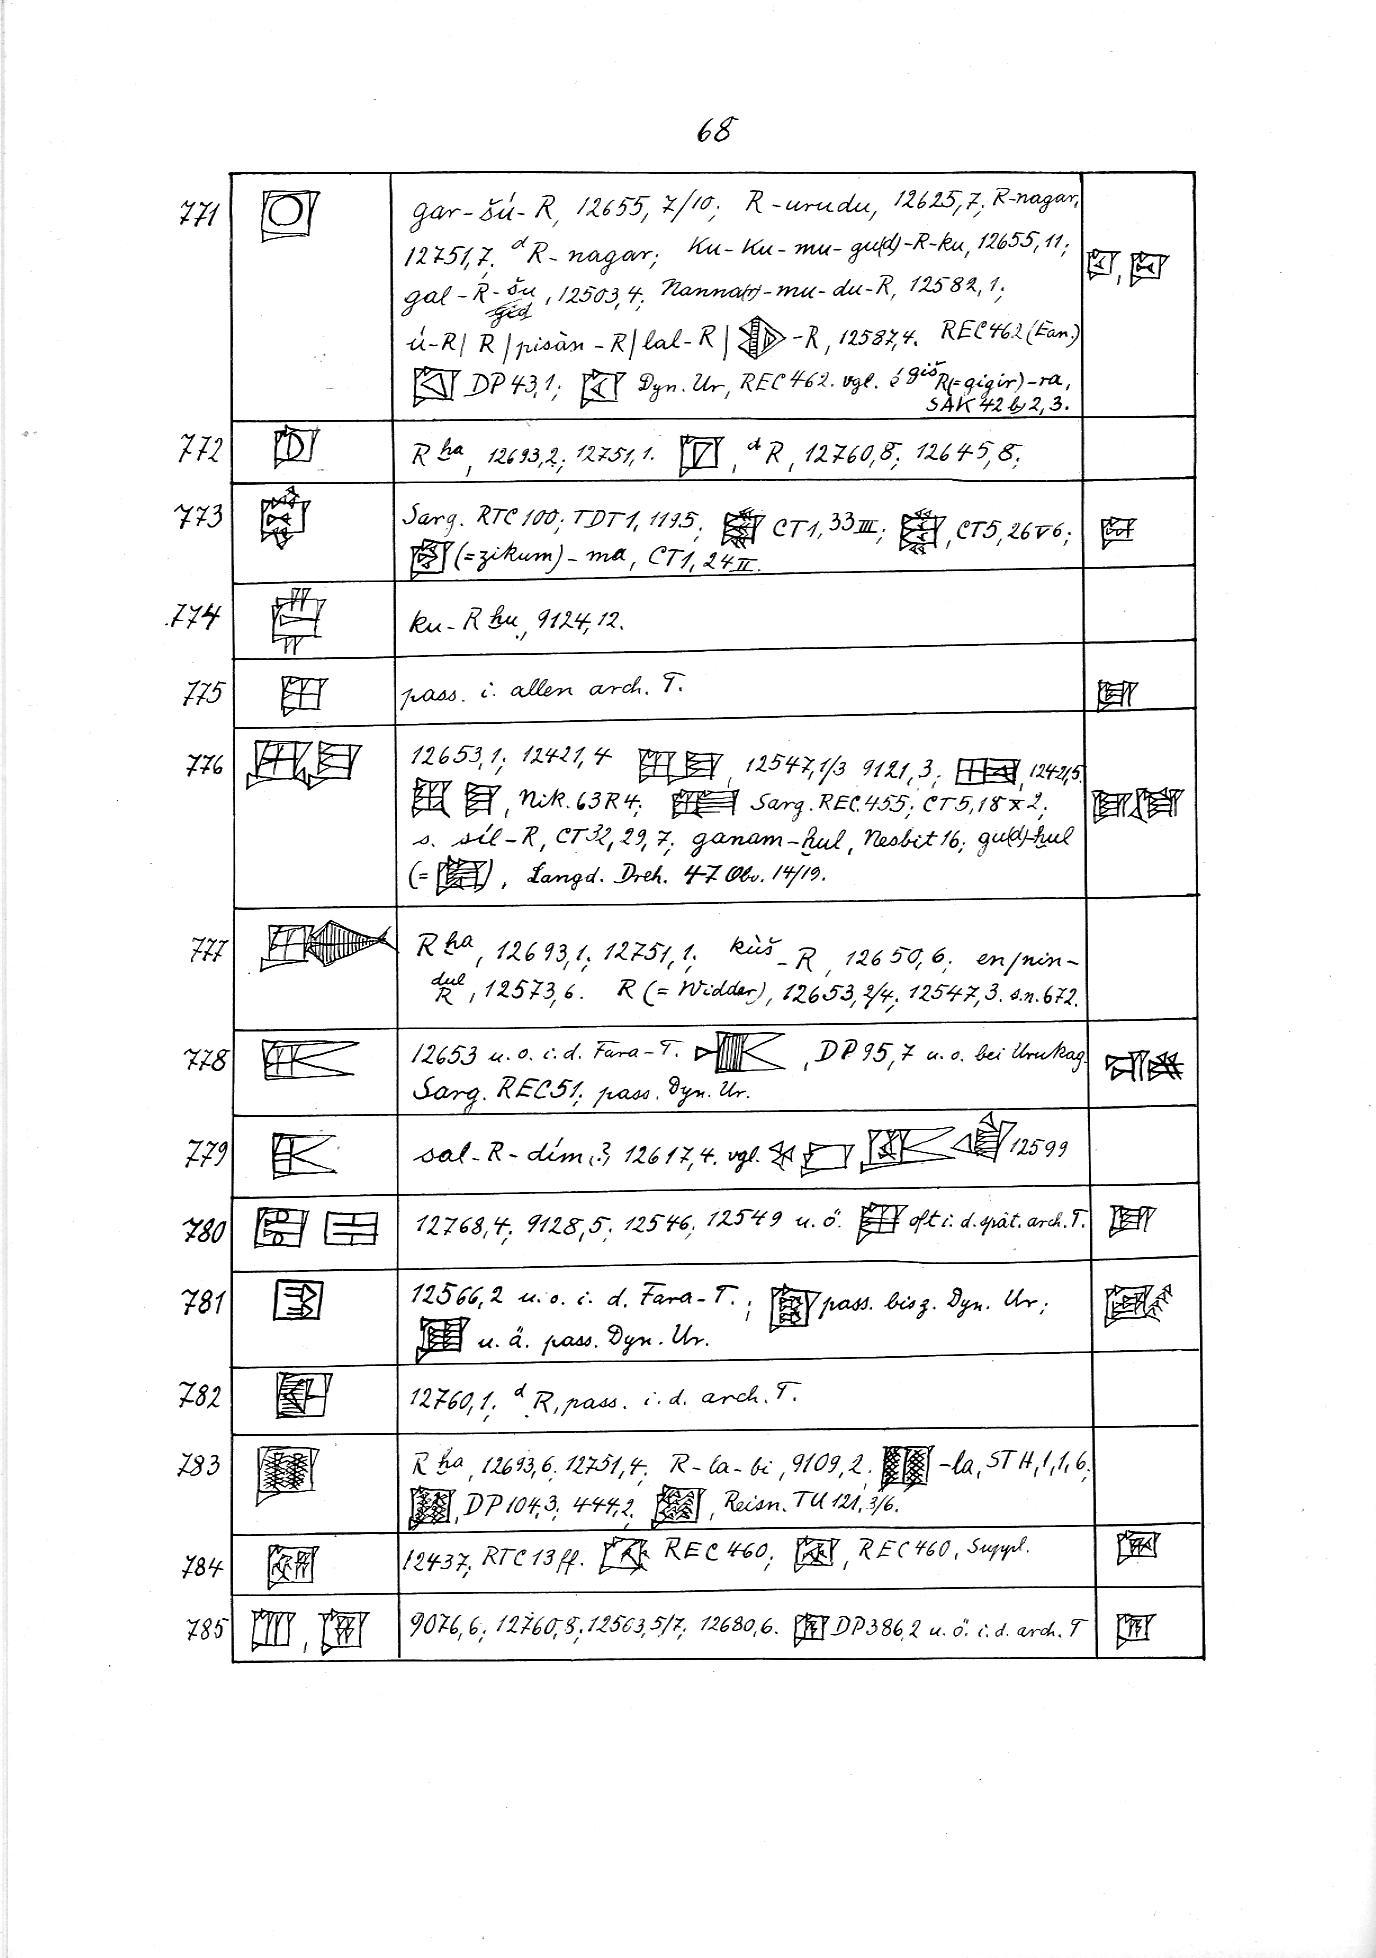 68
771 gar-šú-R, 12655, 7/10; R-urudu, 12625,7; R-nagar,
12751,7. ᵈR-nagar; Ku-Ku-mu-gu(d)-R-ku, 12655,11;
gal-R-šu, 12503,4; Nanna(r)-mu-du-R, 12582,1;
gíd
ú-R/ R/pisàn-R/lal-R/ -R, 12587,4. REC 462 (Ean.)
DP 43,1; Dyn. Ur, REC 462. vgl. é ᵍⁱšR(=gigir)-ra,
SAK 42 b, 2, 3.
772 R ḫa, 12693,2; 12751,1. , ᵈR, 12760,8; 12645,8;
773 Sarg. RTC 100; TDT 1, 1195; CT 1, 33 III; , CT 5, 26 V 6;
(=zikum)-ma, CT 1, 24 II.
774 ku-R ḫu, 9124,12.
775 pass. i. allen arch. T.
776 12653,1; 12421,4 , 12547,1/3 9121,3; , 12421,5.
, Nik. 63 R 4; Sarg. REC. 455; CT 5, 18 X 2;
s. síl-R, CT 32, 29, 7; ganam-ḫul, Nesbit 16; gu(d)-ḫul
(= ), Langd. Dreh. 47 Obv. 14/19.
777 R ḫa, 12693,1; 12751,1; kùš-R, 12650,6; en/nin-
dul
R, 12573,6. R (= Widder), 12653,2/4; 12547,3. s.n. 672.
778 12653 u.o. i.d. Fara-T. , DP 95,7 u.o. bei Urukag.
Sarg. REC 51; pass. Dyn. Ur.
779 sal-R-dím(?), 12617,4. vgl. 12599
780 12768,4; 9128,5; 12546; 12549 u. ö. oft i. d. spät. arch. T.
781 12566,2 u. o. i. d. Fara-T.; pass. bis z. Dyn. Ur;
u. ä. pass. Dyn. Ur.
782 12760,1; ᵈR, pass. i. d. arch. T.
783 R ḫa, 12693,6; 12751,4; R-la-bi, 9109,2; -la, STH, 1, 1, 6;
, DP 104,3; 444,2; , Reisn. TU 121, 3/6.
784 12437; RTC 13 ff. REC 460; , REC 460, Suppl.
785 , 9076,6; 12760,8; 12563,5/7; 12680,6. DP 386,2 u. ö. i. d. arch. T